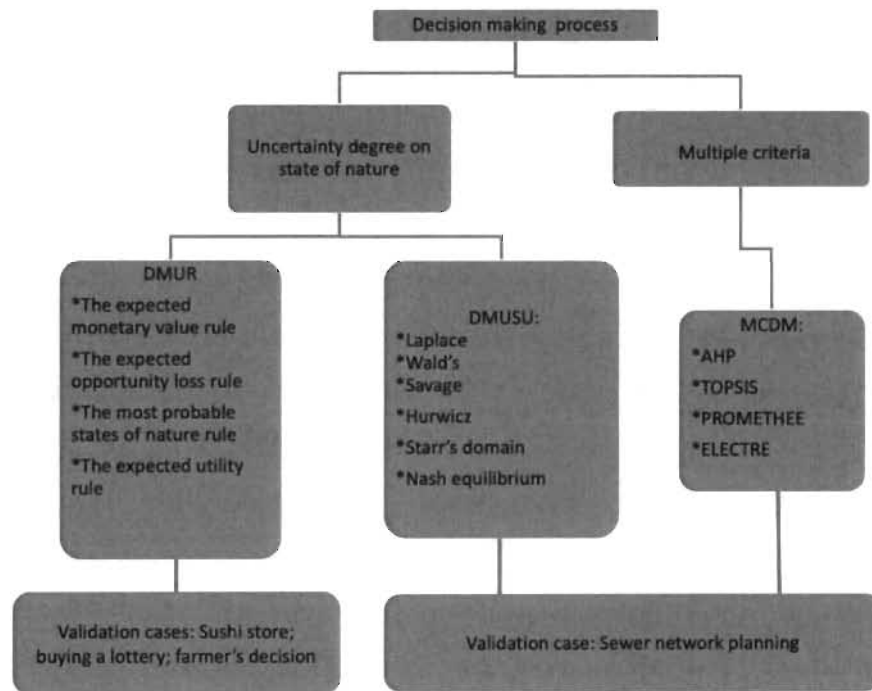 Decision making process
Uncertainty degree on
state of nature
Multiple criteria
DMUR
*The expected
monetary value rule
*The expected
opportunity loss rule
*The most probable
states of nature rule
*The expected utility
rule
DMUSU:
*Laplace
*Wald's
*Savage
*Hurwicz
*Starr's domain
*Nash equilibrium
MCDM:
*AHP
*TOPSIS
*PROMETHEE
*ELECTRE
Validation cases: Sushi store;
buying a lottery; farmer's decision
Validation case: Sewer network planning